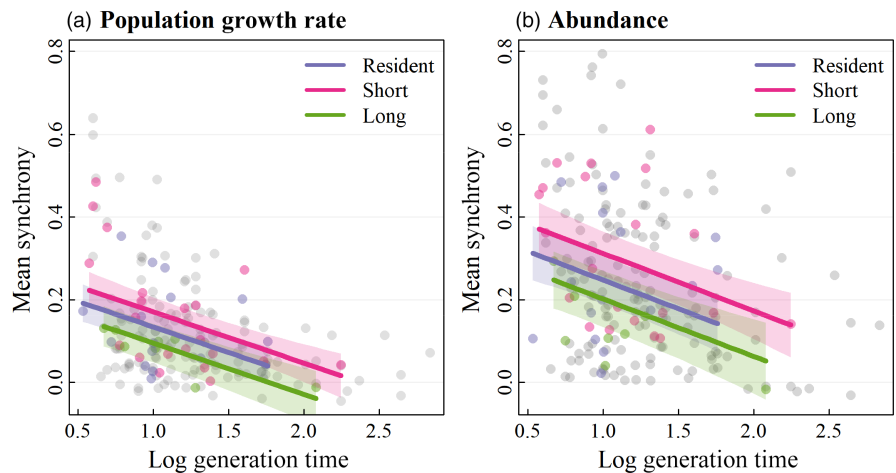 (a) Population growth rate
Mean synchrony
0.8
0.6
0.4
0.2
0.0
Resident
Short
Long
0.5 1.0 1.5 2.0 2.5
Log generation time
(b) Abundance
Mean synchrony
0.8
0.6
0.4
0.2
0.0
Resident
Short
Long
0.5 1.0 1.5 2.0 2.5
Log generation time